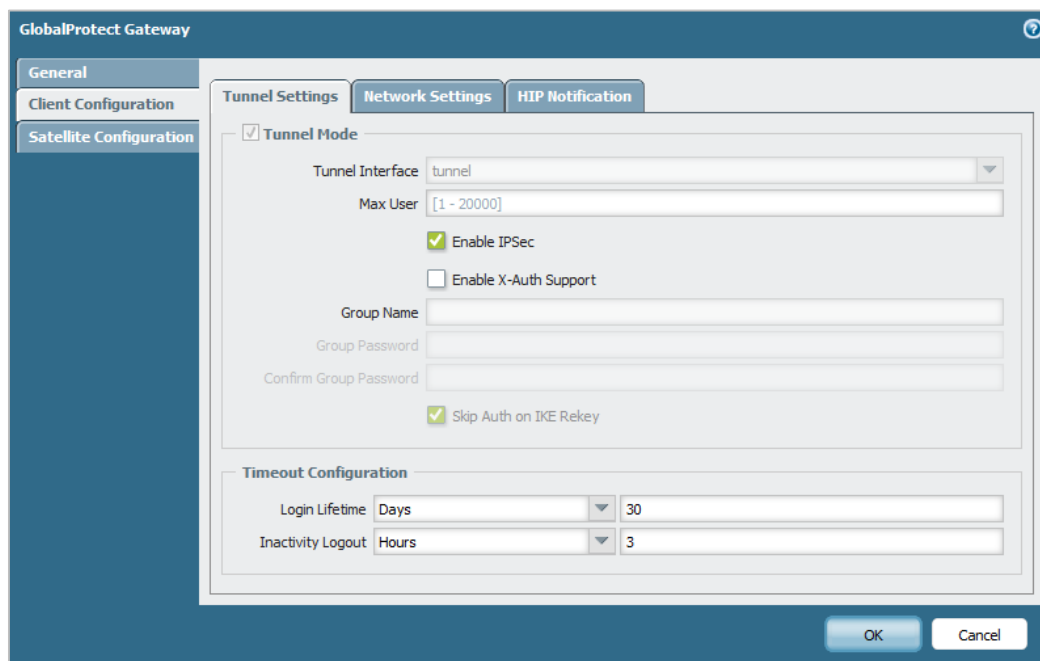 GlobalProtect Gateway
?
General
Client Configuration
Satellite Configuration
Tunnel Settings
Network Settings
HIP Notification
Tunnel Mode
Tunnel Interface tunnel
Max User [1 - 20000]
Enable IPSec
Enable X-Auth Support
Group Name
Group Password
Confirm Group Password
Skip Auth on IKE Rekey
Timeout Configuration
Login Lifetime Days 30
Inactivity Logout Hours 3
OK Cancel